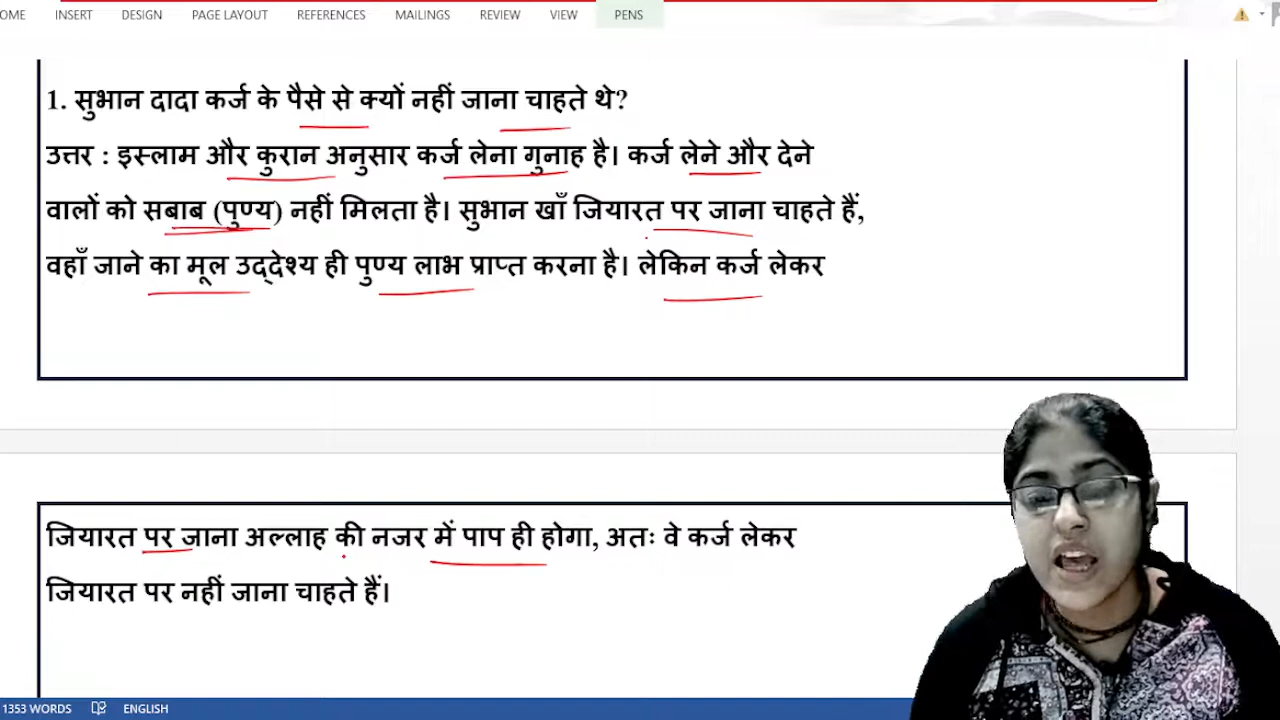 OME INSERT DESIGN PAGE LAYOUT REFERENCES MAILINGS REVIEW VIEW PENS
1. सुभान दादा कर्ज के पैसे से क्यों नहीं जाना चाहते थे?
उत्तर : इस्लाम और कुरान अनुसार कर्ज लेना गुनाह है। कर्ज लेने और देने
वालों को सबाब (पुण्य) नहीं मिलता है। सुभान खाँ जियारत पर जाना चाहते हैं,
वहाँ जाने का मूल उद्देश्य ही पुण्य लाभ प्राप्त करना है। लेकिन कर्ज लेकर
जियारत पर जाना अल्लाह की नजर में पाप ही होगा, अतः वे कर्ज लेकर
जियारत पर नहीं जाना चाहते हैं।
1353 WORDS ENGLISH